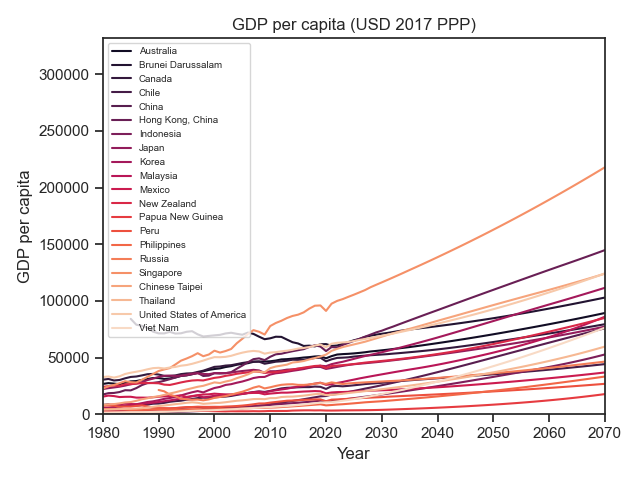 GDP per capita (USD 2017 PPP)
GDP per capita
300000
250000
200000
150000
100000
50000
0
Australia
Brunei Darussalam
Canada
Chile
China
Hong Kong, China
Indonesia
Japan
Korea
Malaysia
Mexico
New Zealand
Papua New Guinea
Peru
Philippines
Russia
Singapore
Chinese Taipei
Thailand
United States of America
Viet Nam
1980 1990 2000 2010 2020 2030 2040 2050 2060 2070
Year